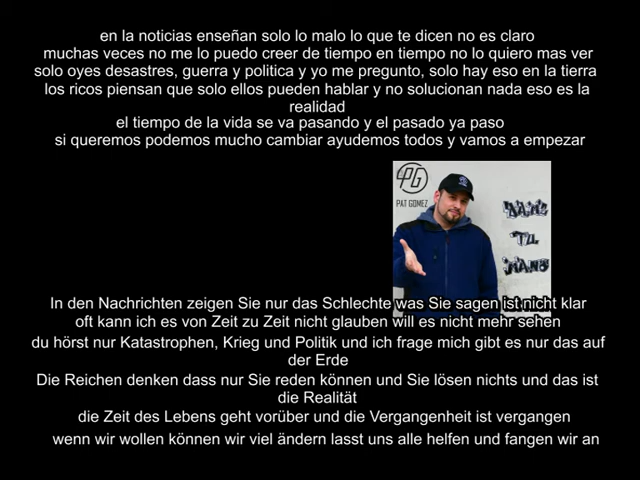 en la noticias enseñan solo lo malo lo que te dicen no es claro
muchas veces no me lo puedo creer de tiempo en tiempo no lo quiero mas ver
solo oyes desastres, guerra y politica y yo me pregunto, solo hay eso en la tierra
los ricos piensan que solo ellos pueden hablar y no solucionan nada eso es la
realidad
el tiempo de la vida se va pasando y el pasado ya paso
si queremos podemos mucho cambiar ayudemos todos y vamos a empezar
PG
PAT GOMEZ
DAME
TU
MANO
In den Nachrichten zeigen Sie nur das Schlechte was Sie sagen ist nicht klar
oft kann ich es von Zeit zu Zeit nicht glauben will es nicht mehr sehen
du hörst nur Katastrophen, Krieg und Politik und ich frage mich gibt es nur das auf
der Erde
Die Reichen denken dass nur Sie reden können und Sie lösen nichts und das ist
die Realität
die Zeit des Lebens geht vorüber und die Vergangenheit ist vergangen
wenn wir wollen können wir viel ändern lasst uns alle helfen und fangen wir an